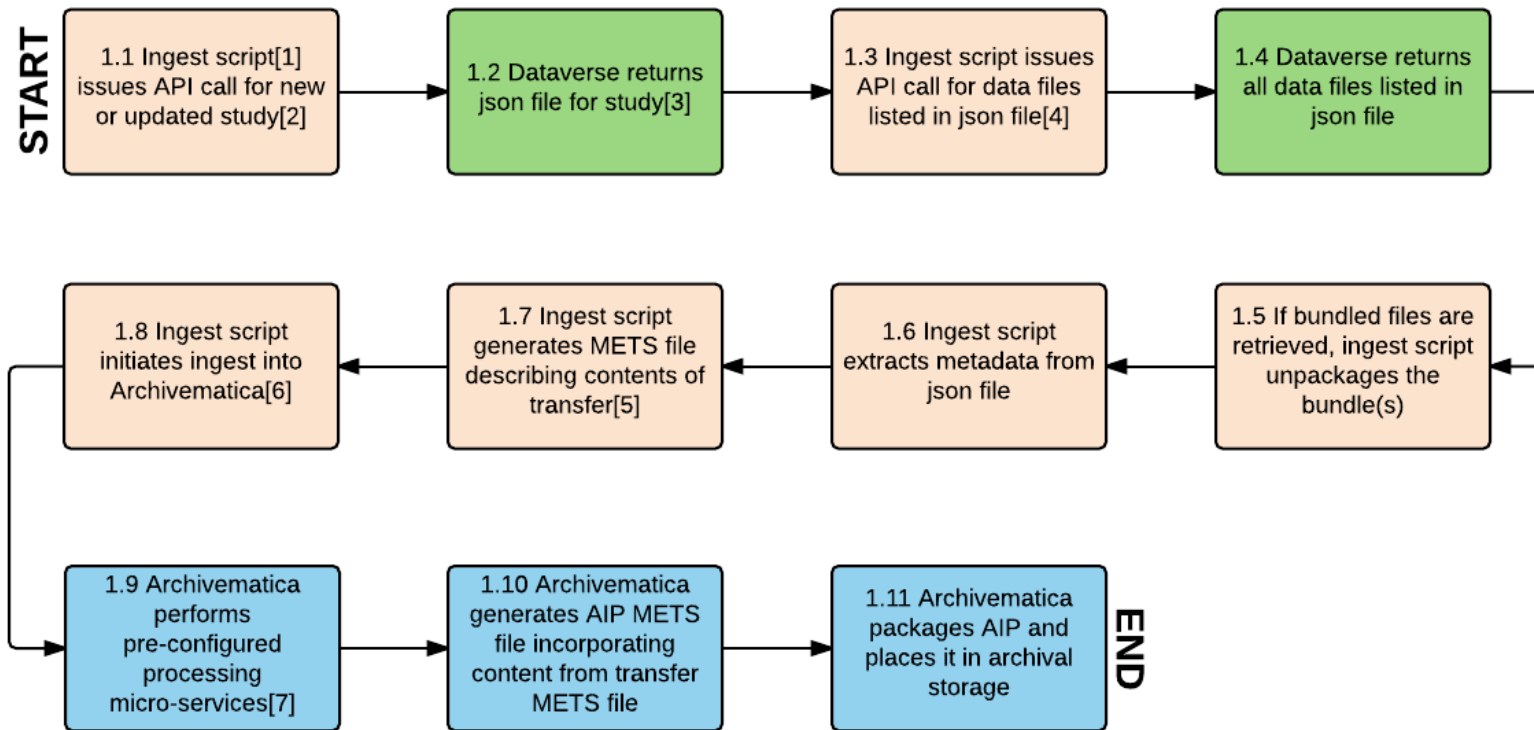 START
1.1 Ingest script[1]
issues API call for new
or updated study[2]
1.2 Dataverse returns
json file for study[3]
1.3 Ingest script issues
API call for data files
listed in json file[4]
1.4 Dataverse returns
all data files listed in
json file
1.5 If bundled files are
retrieved, ingest script
unpackages the
bundle(s)
1.6 Ingest script
extracts metadata from
json file
1.7 Ingest script
generates METS file
describing contents of
transfer[5]
1.8 Ingest script
initiates ingest into
Archivematica[6]
1.9 Archivematica
performs
pre-configured
processing
micro-services[7]
1.10 Archivematica
generates AIP METS
file incorporating
content from transfer
METS file
1.11 Archivematica
packages AIP and
places it in archival
storage
END